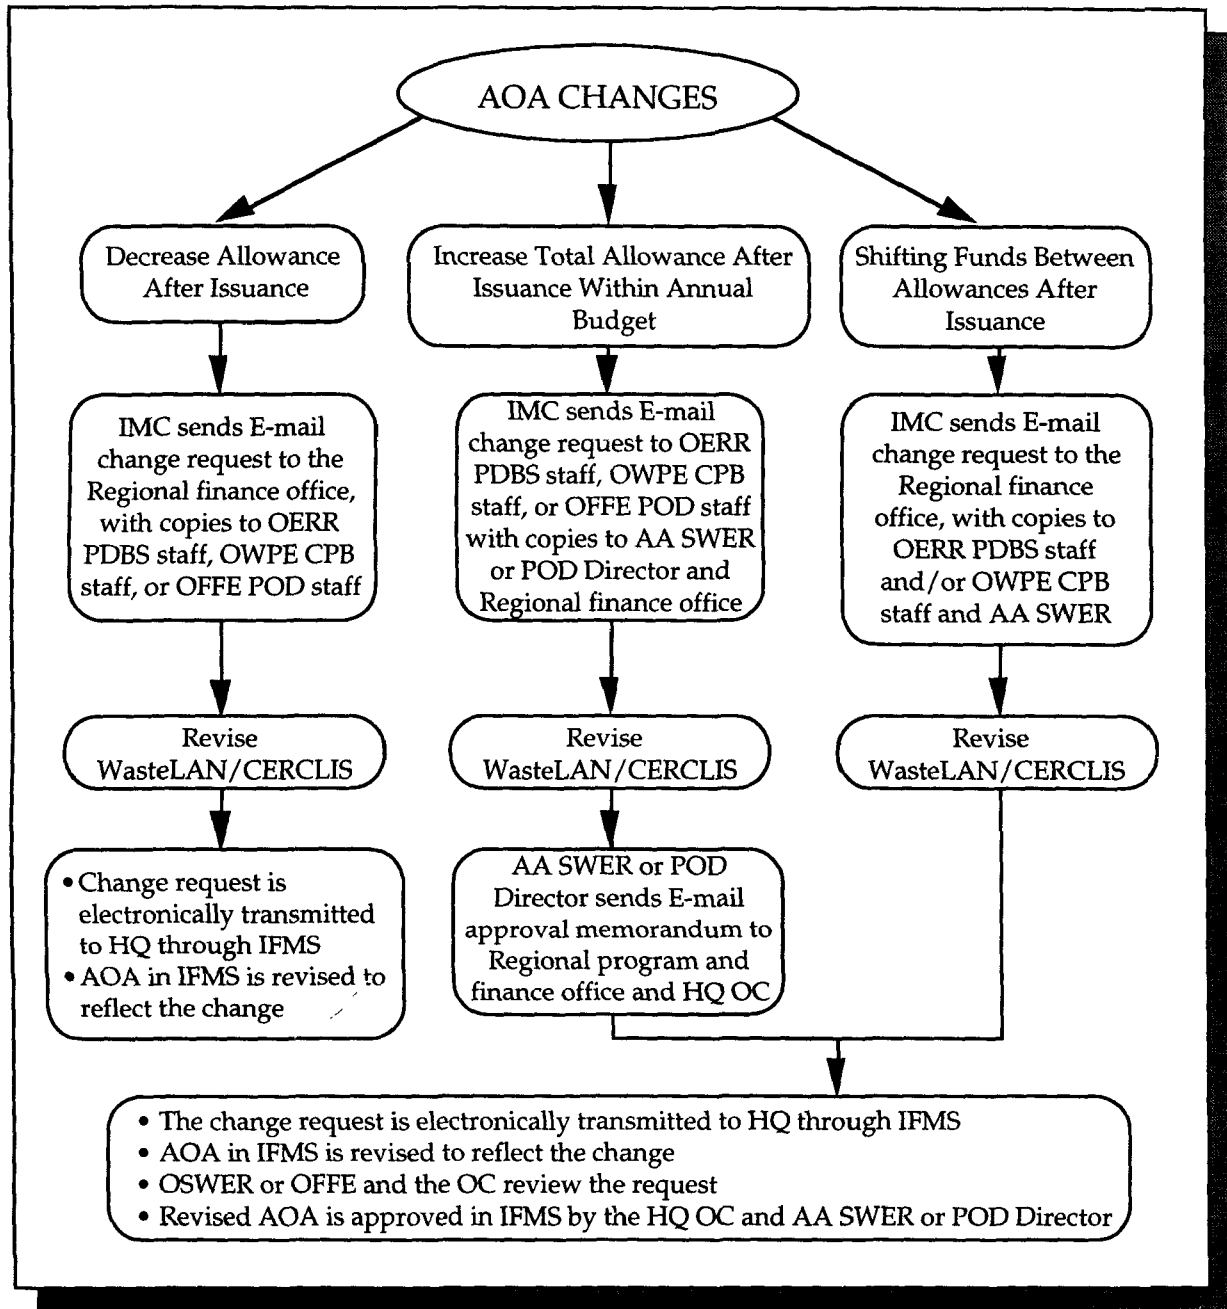 AOA CHANGES
Decrease Allowance
After Issuance
Increase Total Allowance After
Issuance Within Annual
Budget
Shifting Funds Between
Allowances After
Issuance
IMC sends E-mail
change request to the
Regional finance office,
with copies to OERR
PDBS staff, OWPE CPB
staff, or OFFE POD staff
IMC sends E-mail
change request to OERR
PDBS staff, OWPE CPB
staff, or OFFE POD staff
with copies to AA SWER
or POD Director and
Regional finance office
IMC sends E-mail
change request to the
Regional finance
office, with copies to
OERR PDBS staff
and/or OWPE CPB
staff and AA SWER
Revise
WasteLAN/CERCLIS
Revise
WasteLAN/CERCLIS
Revise
WasteLAN/CERCLIS
• Change request is
electronically transmitted
to HQ through IFMS
• AOA in IFMS is revised to
reflect the change
AA SWER or POD
Director sends E-mail
approval memorandum to
Regional program and
finance office and HQ OC
• The change request is electronically transmitted to HQ through IFMS
• AOA in IFMS is revised to reflect the change
• OSWER or OFFE and the OC review the request
• Revised AOA is approved in IFMS by the HQ OC and AA SWER or POD Director